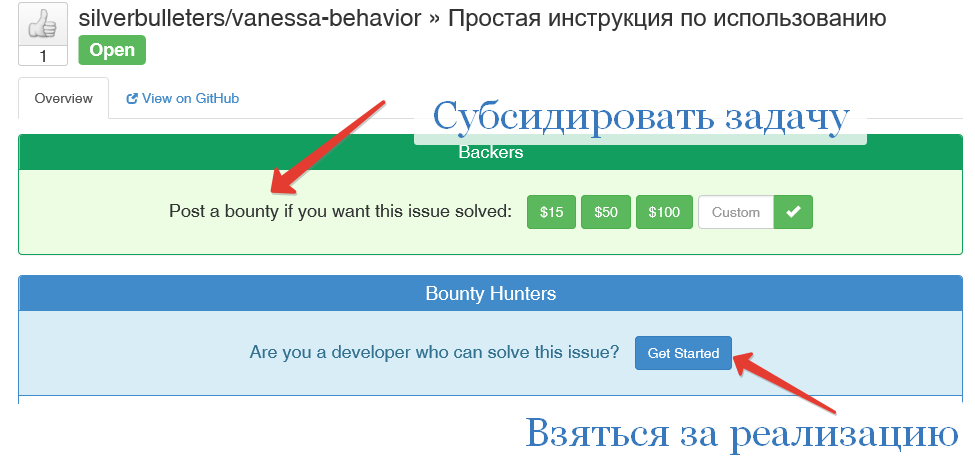 silverbulleters/vanessa-behavior » Простая инструкция по использованию
1
Open
Overview
View on GitHub
Субсидировать задачу
Backers
Post a bounty if you want this issue solved: $15 $50 $100 Custom
Bounty Hunters
Are you a developer who can solve this issue? Get Started
Взяться за реализацию